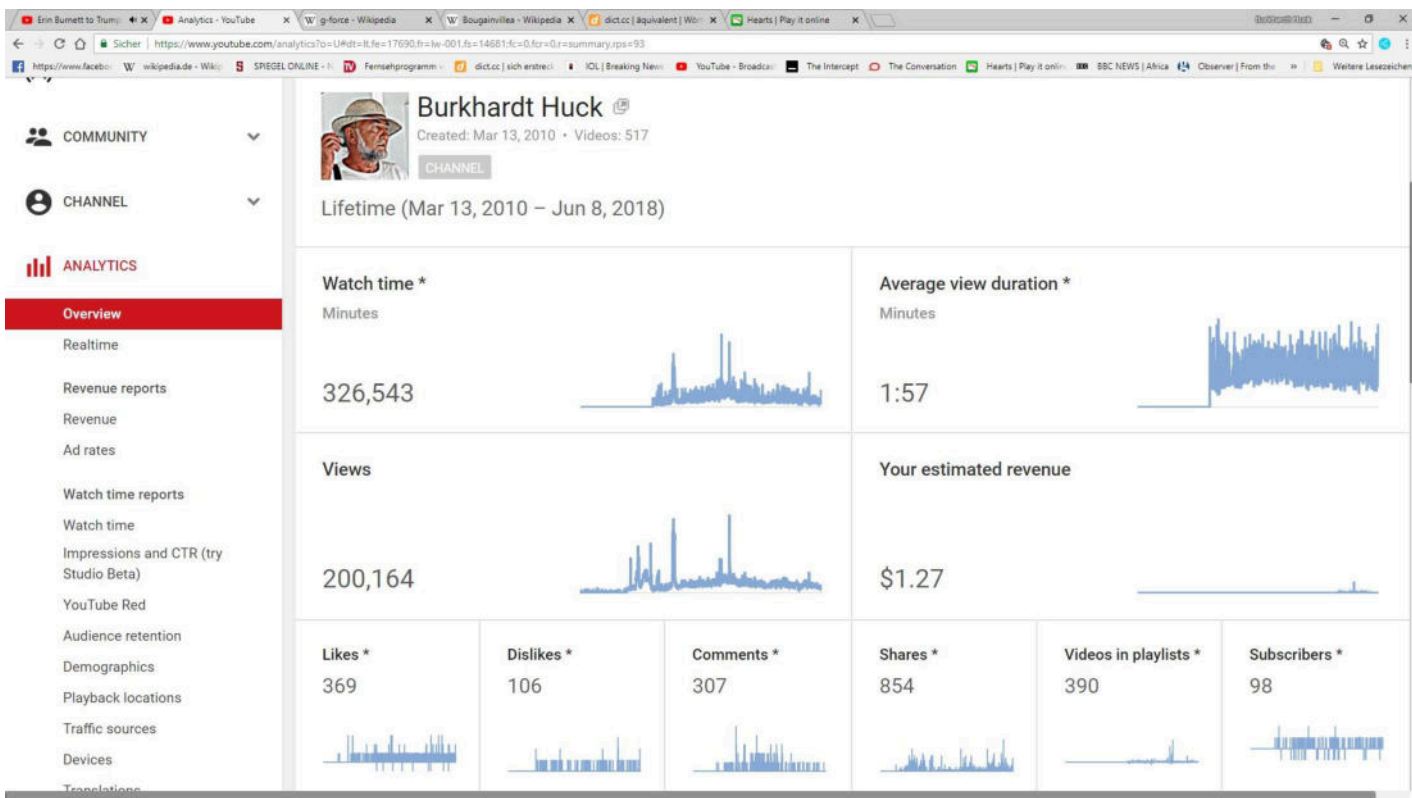 Erin Burnett to Trump
Analytics - YouTube
g-force - Wikipedia
Bougainvillea - Wikipedia
dict.cc | äquivalent | Wör
Hearts | Play it online
Sicher
https://www.youtube.com/analytics?o=U#dt=lt,fe=17690,fr=lw-001,fs=14681;fc=0,fcr=0,r=summary,rps=93
https://www.facebo
wikipedia.de - Wiki
SPIEGEL ONLINE - N
Fernsehprogramm
dict.cc | sich erstreck
IOL | Breaking News
YouTube - Broadcas
The Intercept
The Conversation
Hearts | Play it onlin
BBC NEWS | Africa
Observer | From the
»
Weitere Lesezeichen
COMMUNITY
CHANNEL
ANALYTICS
Overview
Realtime
Revenue reports
Revenue
Ad rates
Watch time reports
Watch time
Impressions and CTR (try
Studio Beta)
YouTube Red
Audience retention
Demographics
Playback locations
Traffic sources
Devices
Translations
Burkhardt Huck
Created: Mar 13, 2010 • Videos: 517
CHANNEL
Lifetime (Mar 13, 2010 – Jun 8, 2018)
Watch time *
Minutes
326,543
Average view duration *
Minutes
1:57
Views
200,164
Your estimated revenue
$1.27
Likes *
369
Dislikes *
106
Comments *
307
Shares *
854
Videos in playlists *
390
Subscribers *
98